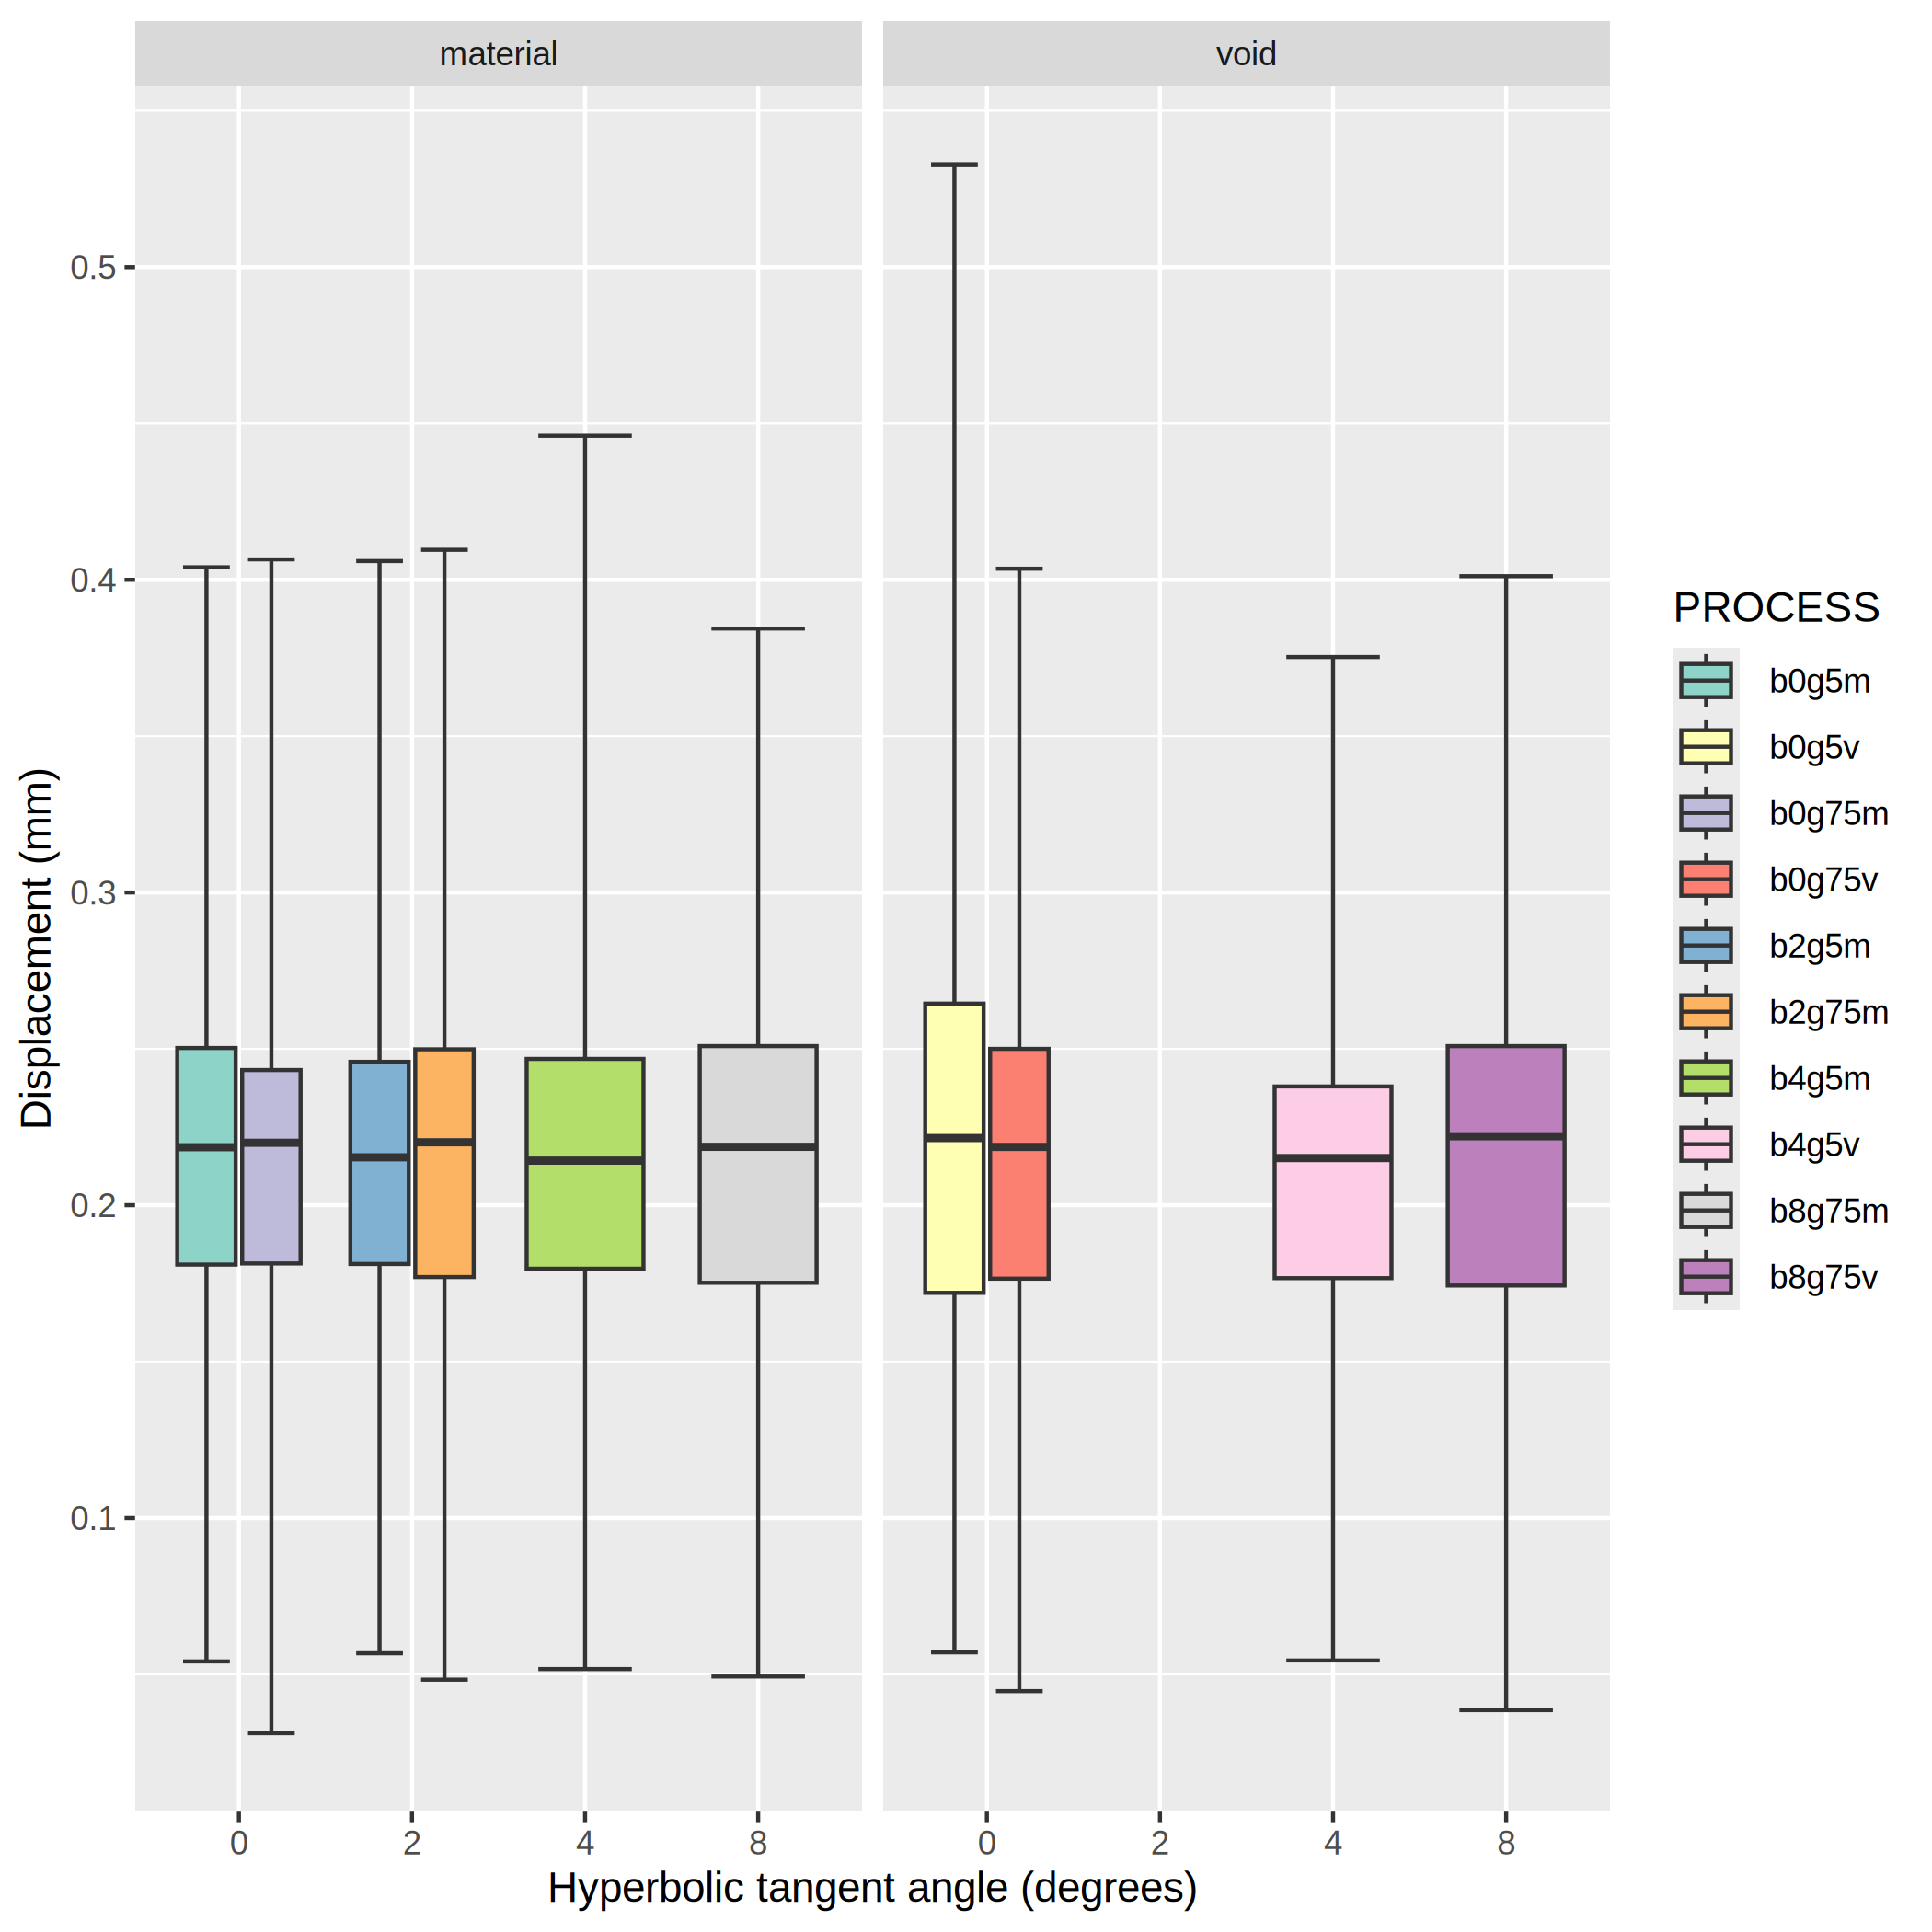 material
void
0.5
0.4
0.3
0.2
0.1
Displacement (mm)
0 2 4 8
0 2 4 8
Hyperbolic tangent angle (degrees)
PROCESS
b0g5m
b0g5v
b0g75m
b0g75v
b2g5m
b2g75m
b4g5m
b4g5v
b8g75m
b8g75v